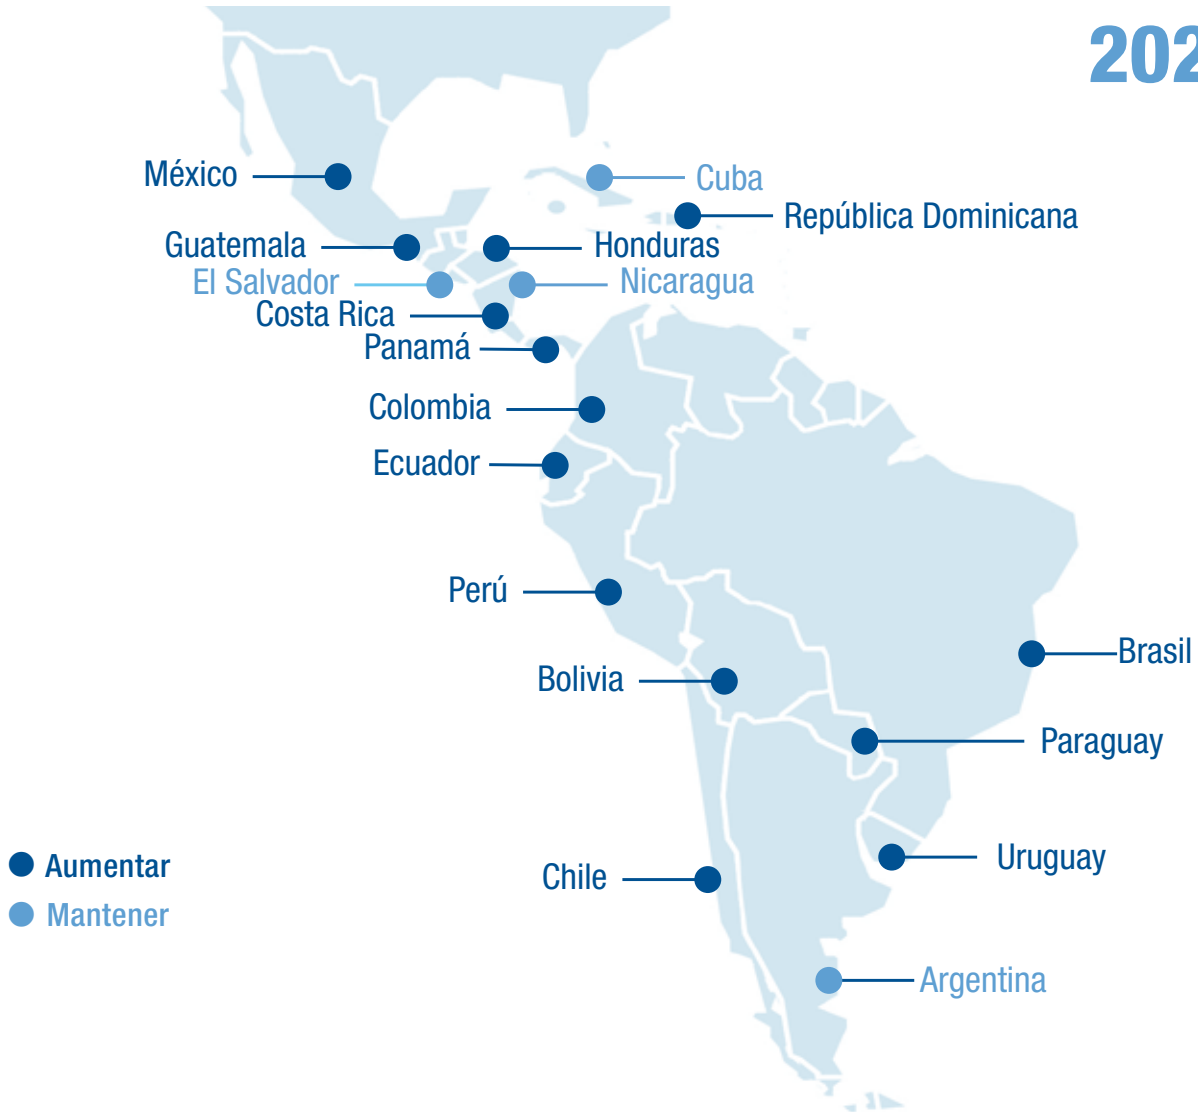 202
México
Cuba
República Dominicana
Guatemala
Honduras
El Salvador
Nicaragua
Costa Rica
Panamá
Colombia
Ecuador
Perú
Brasil
Bolivia
Paraguay
Uruguay
Aumentar
Chile
Mantener
Argentina